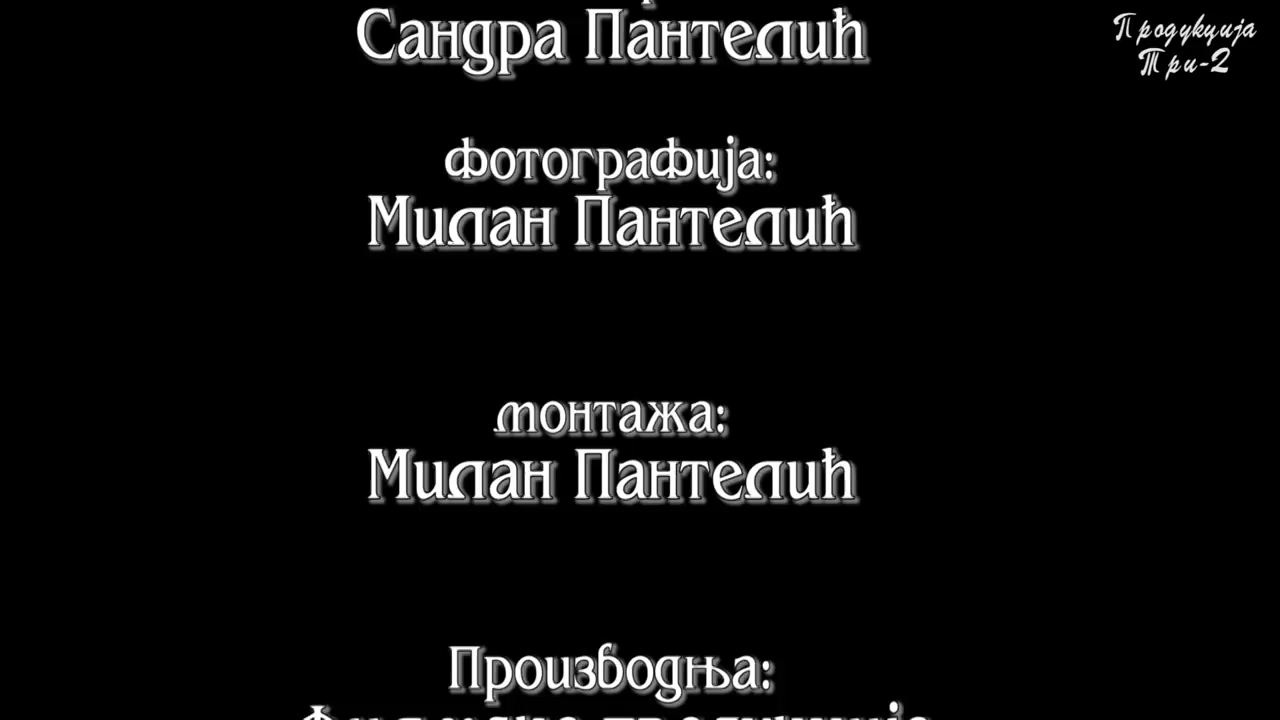 Сандра Пантелић
Продукција
Три-2
фотографија:
Милан Пантелић
монтажа:
Милан Пантелић
Производња: